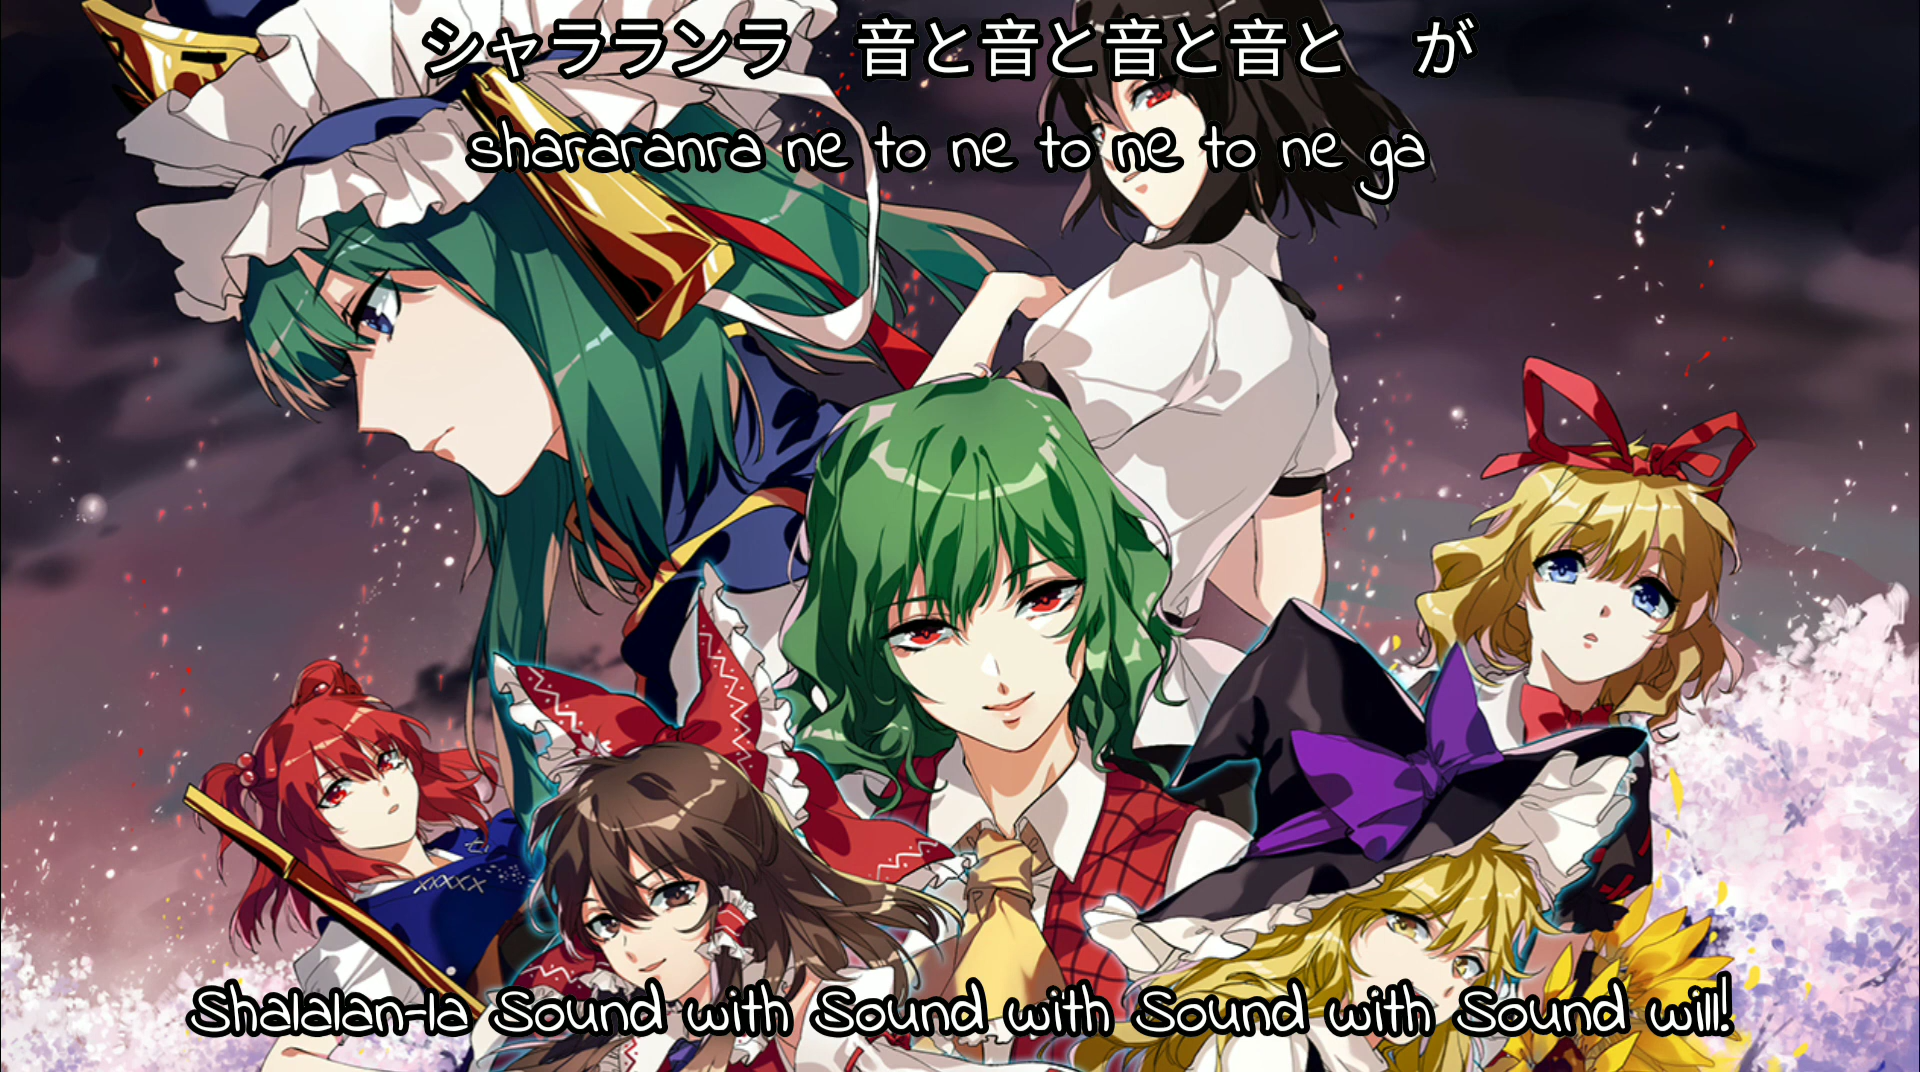 シャラランラ　音と音と音と音と　が
shararanra ne to ne to ne to ne ga
Shalalan-la Sound with Sound with Sound with Sound will!